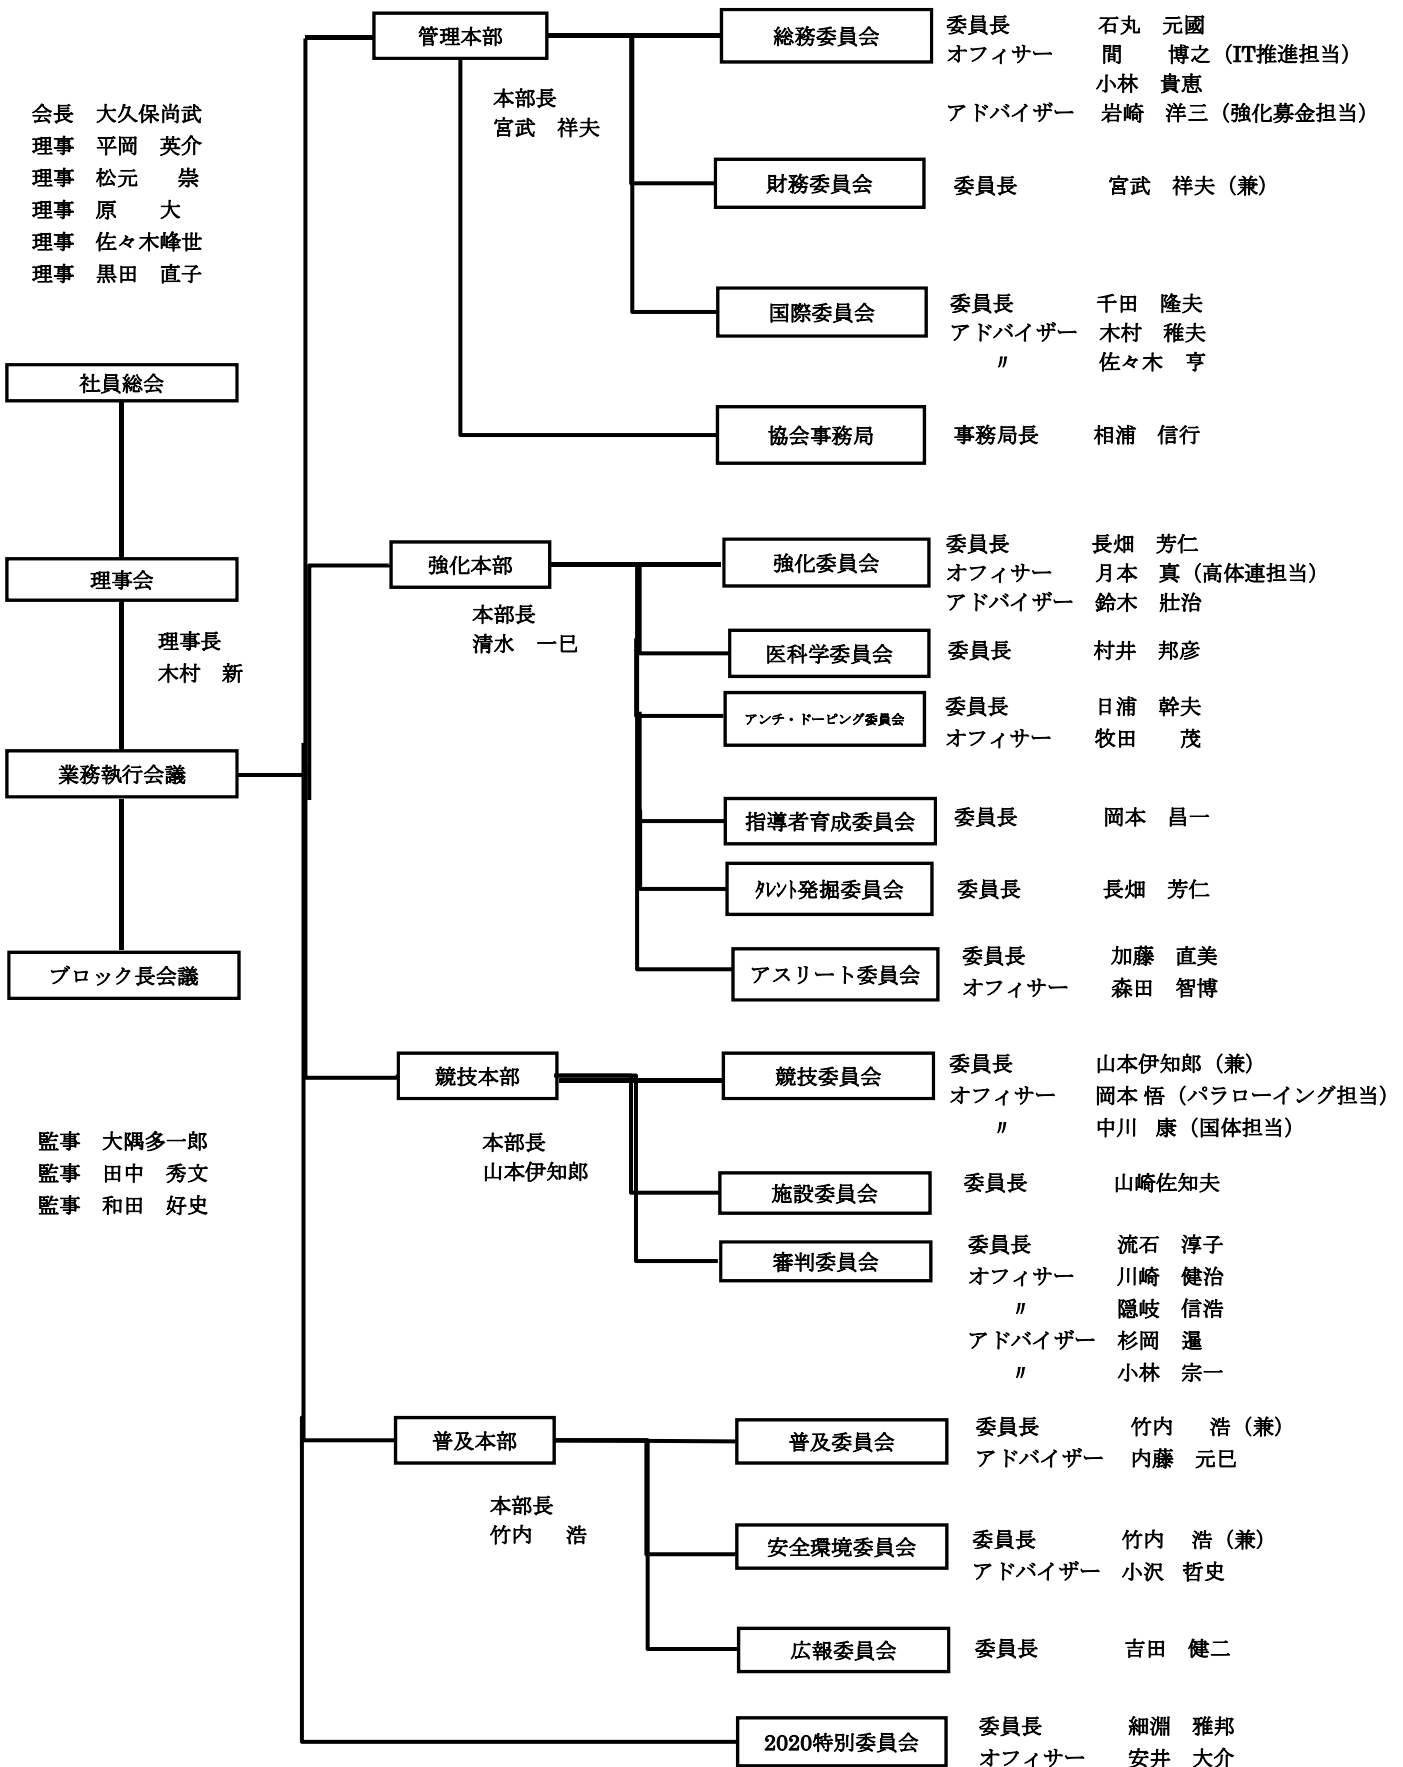 会長　大久保尚武
理事　平岡　英介
理事　松元　　崇
理事　原　　大
理事　佐々木峰世
理事　黒田　直子
社員総会
理事会
理事長
木村　新
業務執行会議
ブロック長会議
監事　大隅多一郎
監事　田中　秀文
監事　和田　好史
管理本部
本部長
宮武　祥夫
総務委員会
委員長　石丸　元國
オフィサー　間　　博之（IT推進担当）
小林　貴恵
アドバイザー　岩崎　洋三（強化募金担当）
財務委員会
委員長　宮武　祥夫（兼）
国際委員会
委員長　千田　隆夫
アドバイザー　木村　稚夫
〃　佐々木　亨
協会事務局
事務局長　相浦　信行
強化本部
本部長
清水　一巳
強化委員会
委員長　長畑　芳仁
オフィサー　月本　真（高体連担当）
アドバイザー　鈴木　壯治
医科学委員会
委員長　村井　邦彦
アンチ・ドーピング委員会
委員長　日浦　幹夫
オフィサー　牧田　　茂
指導者育成委員会
委員長　岡本　昌一
ﾀﾚﾝﾄ発掘委員会
委員長　長畑　芳仁
アスリート委員会
委員長　加藤　直美
オフィサー　森田　智博
競技本部
本部長
山本伊知郎
競技委員会
委員長　山本伊知郎（兼）
オフィサー　岡本 悟（パラローイング担当）
〃　中川　康（国体担当）
施設委員会
委員長　山崎佐知夫
審判委員会
委員長　流石　淳子
オフィサー　川崎　健治
〃　隠岐　信浩
アドバイザー　杉岡　暹
〃　小林　宗一
普及本部
本部長
竹内　浩
普及委員会
委員長　竹内　浩（兼）
アドバイザー　内藤　元巳
安全環境委員会
委員長　竹内　浩（兼）
アドバイザー　小沢　哲史
広報委員会
委員長　吉田　健二
2020特別委員会
委員長　細淵　雅邦
オフィサー　安井　大介